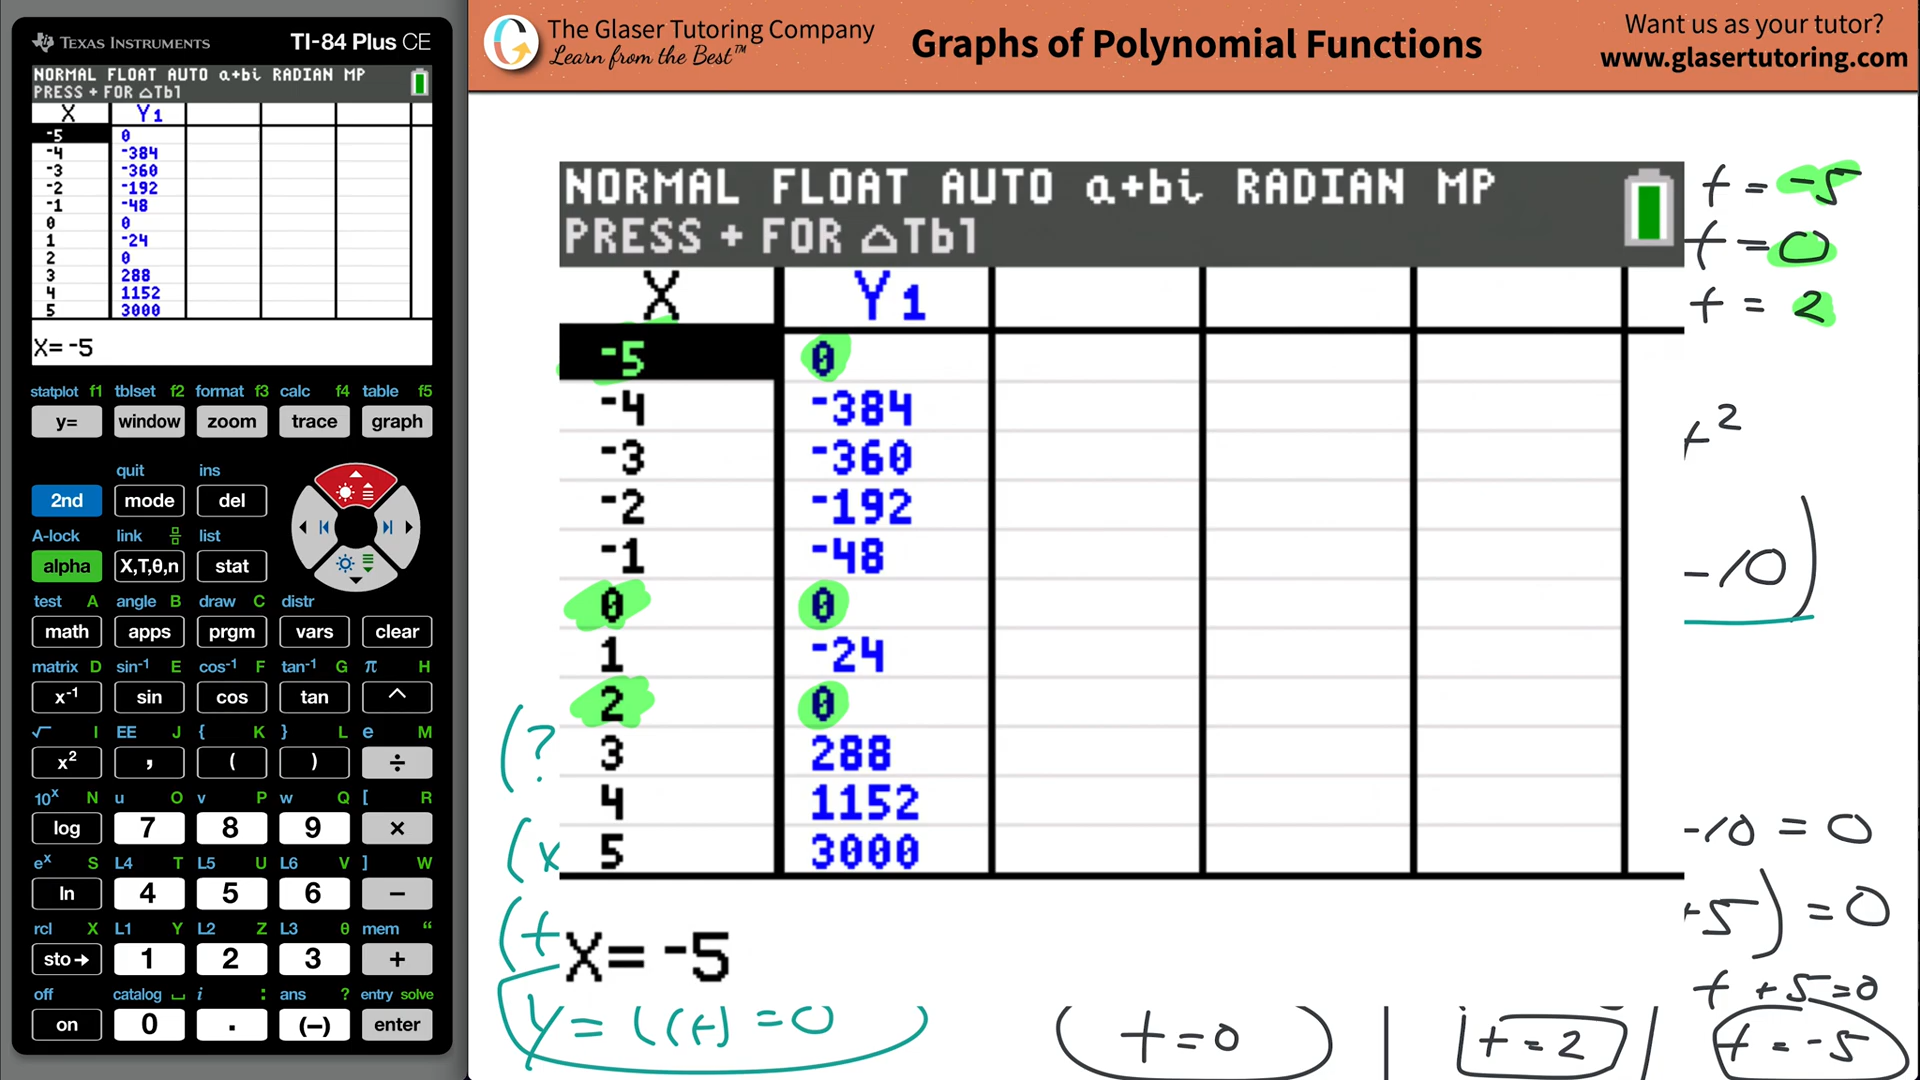 TEXAS INSTRUMENTS TI-84 Plus CE
NORMAL FLOAT AUTO a+bi RADIAN MP
PRESS + FOR △Tbl
X Y1
-5 0
-4 -384
-3 -360
-2 -192
-1 -48
0 0
1 -24
2 0
3 288
4 1152
5 3000
X= -5
statplot f1 tblset f2 format f3 calc f4 table f5
y= window zoom trace graph
quit ins
2nd mode del
A-lock link list
alpha X,T,θ,n stat
test A angle B draw C distr
math apps prgm vars clear
matrix D sin⁻¹ E cos⁻¹ F tan⁻¹ G π H
x⁻¹ sin cos tan ^
√ I EE J { K } L e M
x² , ( ) ÷
10ˣ N u O v P w Q [ R
log 7 8 9 ×
eˣ S L4 T L5 U L6 V ] W
ln 4 5 6 −
rcl X L1 Y L2 Z L3 θ mem “
sto→ 1 2 3 +
off catalog i : ans ? entry solve
on 0 . (−) enter
The Glaser Tutoring Company
Learn from the Best™
Graphs of Polynomial Functions
Want us as your tutor?
www.glasertutoring.com
NORMAL FLOAT AUTO a+bi RADIAN MP
PRESS + FOR △Tbl
X Y1
-5 0
-4 -384
-3 -360
-2 -192
-1 -48
0 0
1 -24
2 0
3 288
4 1152
5 3000
X= -5
t = -5
t = 0
t = 2
t²
-10)
-10 = 0
+5) = 0
t + 5 = 0
(?
(x
(t
t = 0
t = 2
t = -5